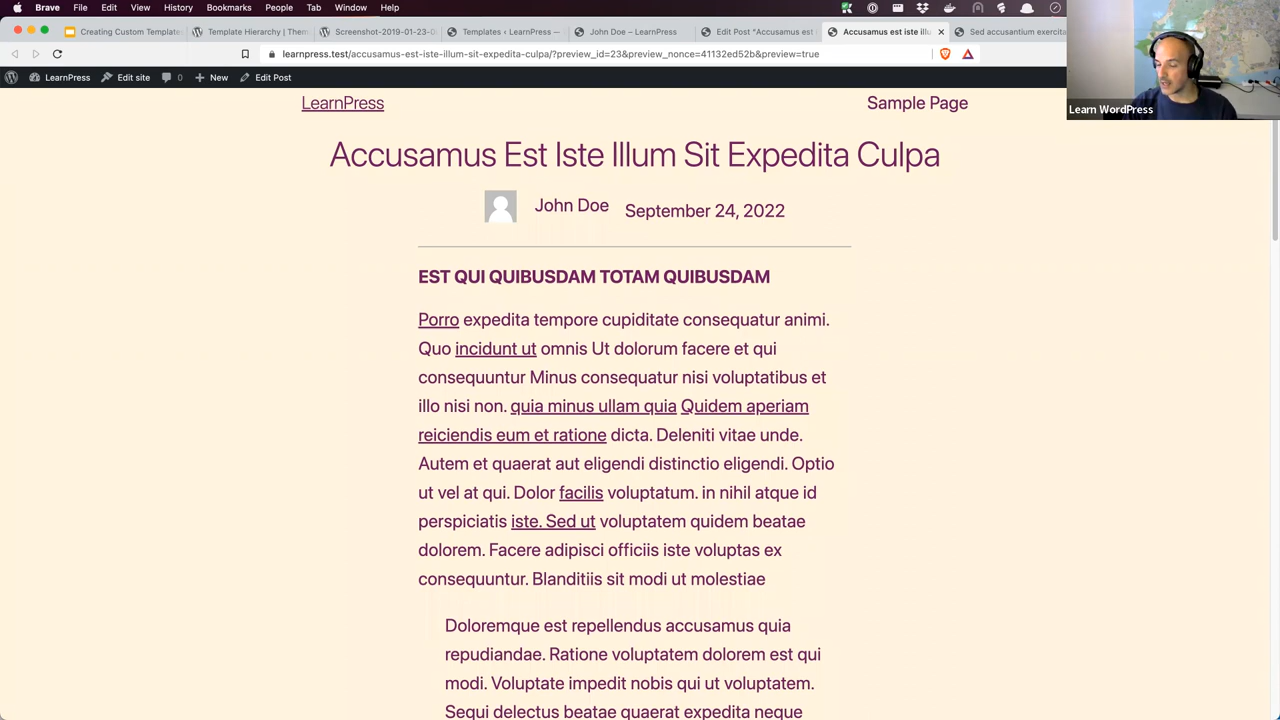 Brave File Edit View History Bookmarks People Tab Window Help
Creating Custom Template
Template Hierarchy | Them
Screenshot-2019-01-23-0
Templates ‹ LearnPress —
John Doe – LearnPress
Edit Post "Accusamus est
Accusamus est iste illu
Sed accusantium exercita
learnpress.test/accusamus-est-iste-illum-sit-expedita-culpa/?preview_id=23&preview_nonce=41132ed52b&preview=true
LearnPress Edit site 0 New Edit Post
Learn WordPress
LearnPress Sample Page
Accusamus Est Iste Illum Sit Expedita Culpa
John Doe September 24, 2022
EST QUI QUIBUSDAM TOTAM QUIBUSDAM
Porro expedita tempore cupiditate consequatur animi.
Quo incidunt ut omnis Ut dolorum facere et qui
consequuntur Minus consequatur nisi voluptatibus et
illo nisi non. quia minus ullam quia Quidem aperiam
reiciendis eum et ratione dicta. Deleniti vitae unde.
Autem et quaerat aut eligendi distinctio eligendi. Optio
ut vel at qui. Dolor facilis voluptatum. in nihil atque id
perspiciatis iste. Sed ut voluptatem quidem beatae
dolorem. Facere adipisci officiis iste voluptas ex
consequuntur. Blanditiis sit modi ut molestiae
Doloremque est repellendus accusamus quia
repudiandae. Ratione voluptatem dolorem est qui
modi. Voluptate impedit nobis qui ut voluptatem.
Sequi delectus beatae quaerat expedita neque